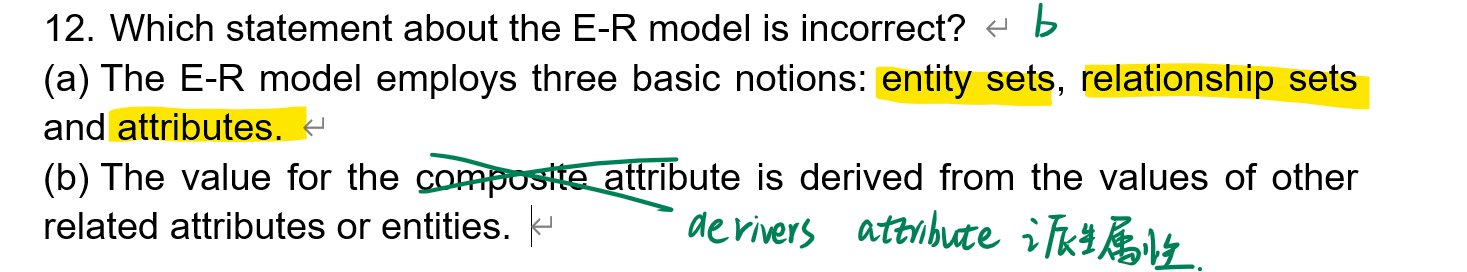 12. Which statement about the E-R model is incorrect? b
(a) The E-R model employs three basic notions: entity sets, relationship sets
and attributes.
(b) The value for the composite attribute is derived from the values of other
related attributes or entities.
derivers attribute 派生属性.